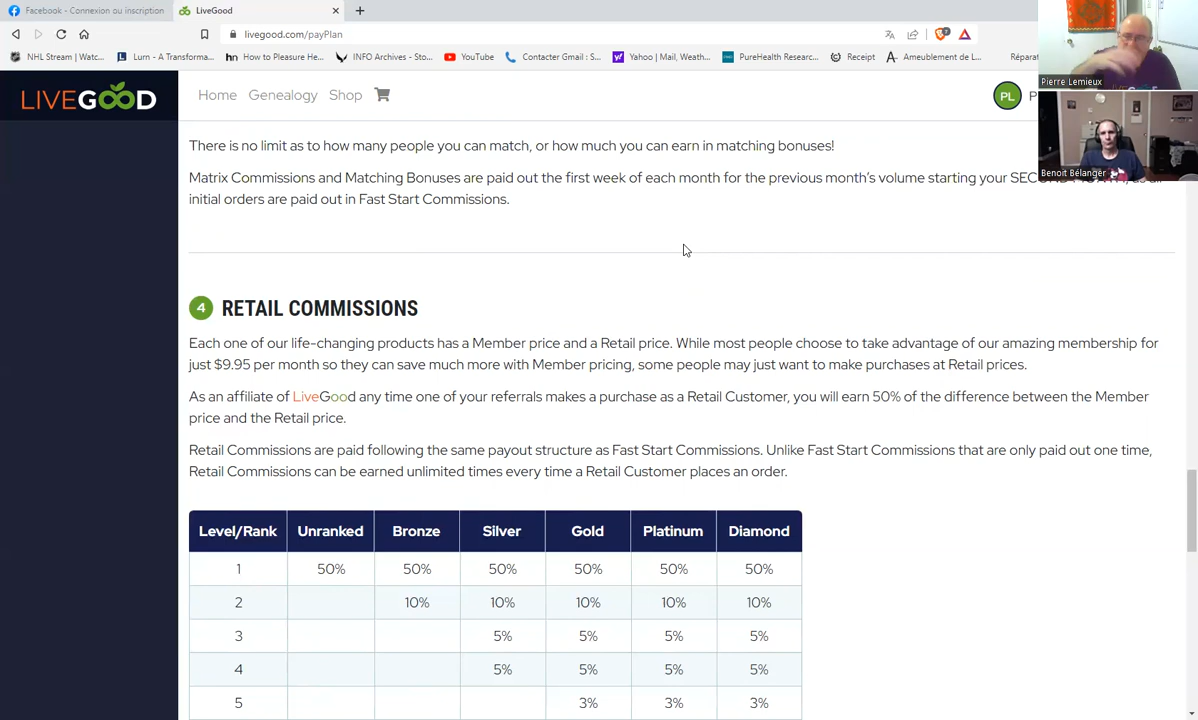 Facebook - Connexion ou inscription
LiveGood
livegood.com/payPlan
NHL Stream | Watc...
Lurn - A Transforma...
How to Pleasure He...
INFO Archives - Sto...
YouTube
Contacter Gmail : S...
Yahoo | Mail, Weath...
PureHealth Researc...
Receipt
Ameublement de L...
Répara
Pierre Lemieux
Benoit Bélanger
LIVEGOOD
Home
Genealogy
Shop
PL
P
There is no limit as to how many people you can match, or how much you can earn in matching bonuses!
Matrix Commissions and Matching Bonuses are paid out the first week of each month for the previous month's volume starting your
initial orders are paid out in Fast Start Commissions.
4 RETAIL COMMISSIONS
Each one of our life-changing products has a Member price and a Retail price. While most people choose to take advantage of our amazing membership for
just $9.95 per month so they can save much more with Member pricing, some people may just want to make purchases at Retail prices.
As an affiliate of LiveGood any time one of your referrals makes a purchase as a Retail Customer, you will earn 50% of the difference between the Member
price and the Retail price.
Retail Commissions are paid following the same payout structure as Fast Start Commissions. Unlike Fast Start Commissions that are only paid out one time,
Retail Commissions can be earned unlimited times every time a Retail Customer places an order.
Level/Rank Unranked Bronze Silver Gold Platinum Diamond
1 50% 50% 50% 50% 50% 50%
2 10% 10% 10% 10% 10%
3 5% 5% 5% 5%
4 5% 5% 5% 5%
5 3% 3% 3%